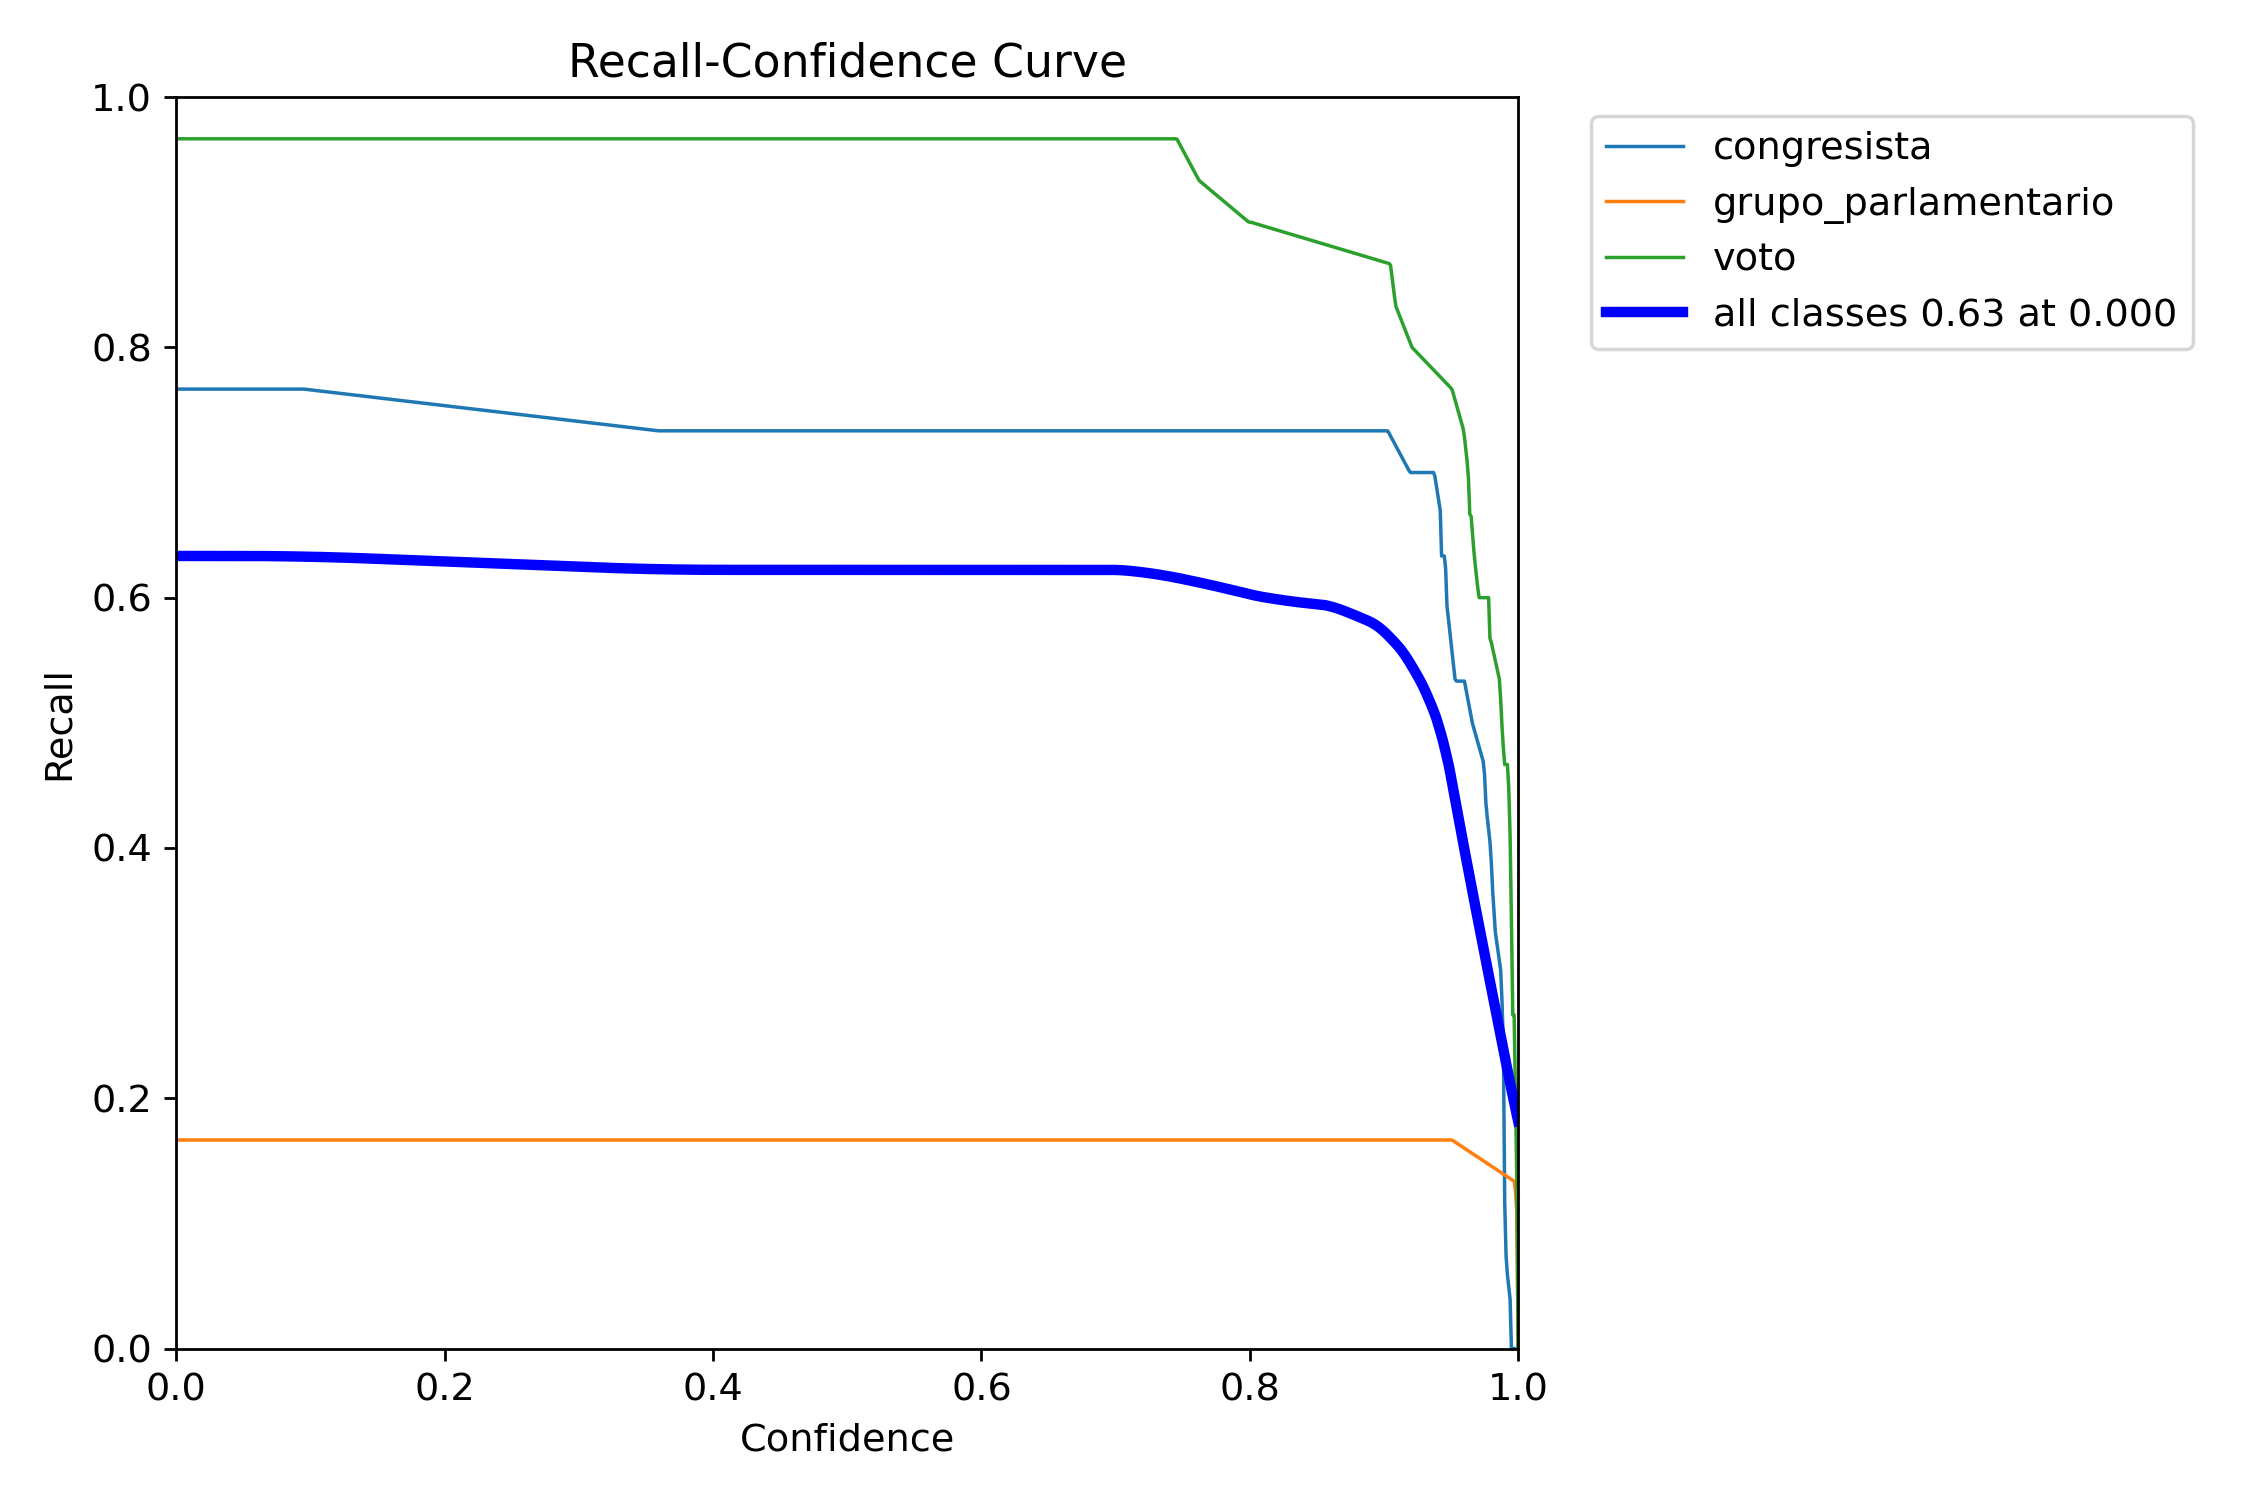 Recall-Confidence Curve
1.0
0.8
0.6
0.4
0.2
0.0
Recall
0.0 0.2 0.4 0.6 0.8 1.0
Confidence
congresista
grupo_parlamentario
voto
all classes 0.63 at 0.000